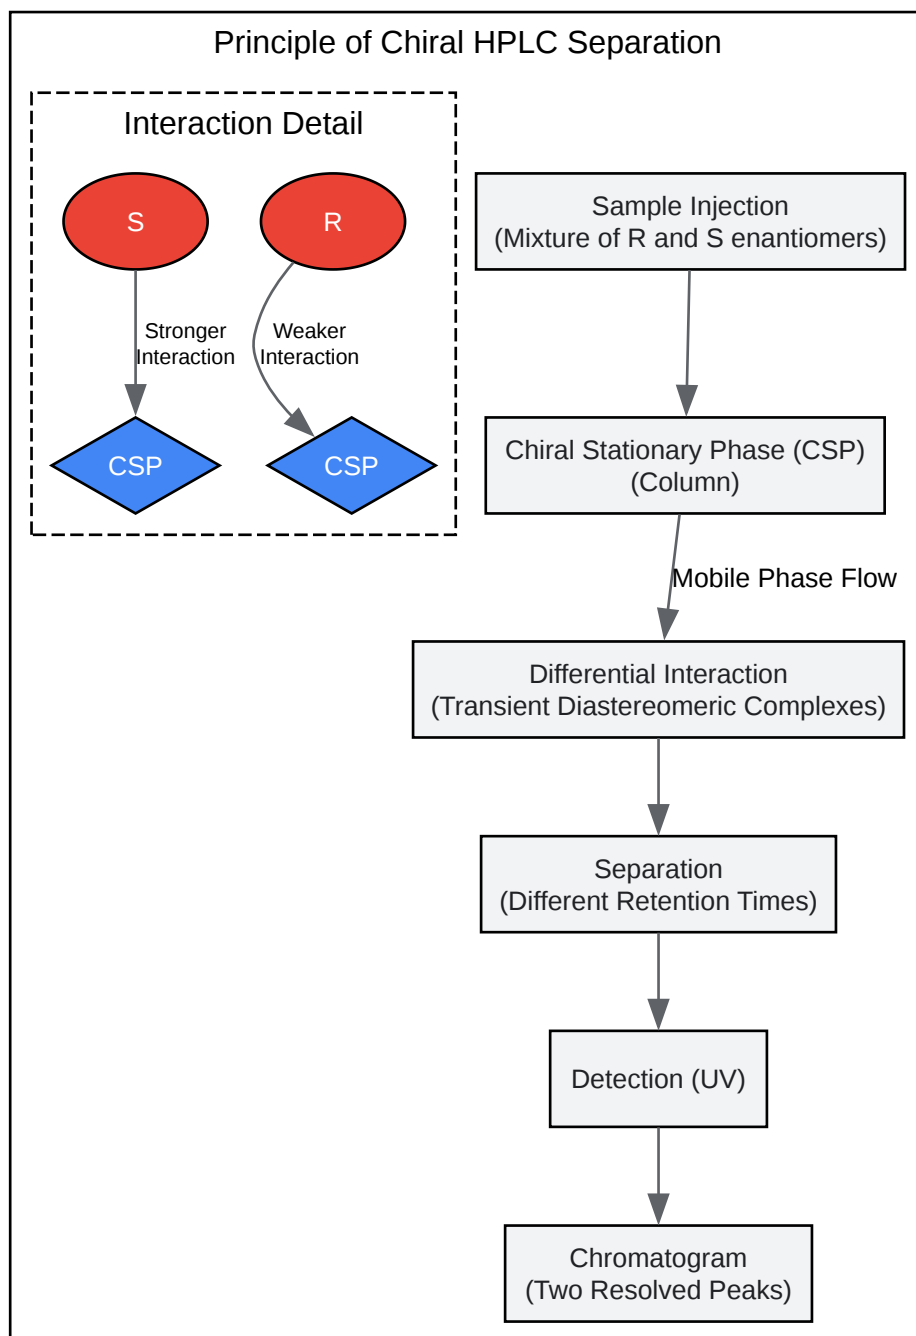 Principle of Chiral HPLC Separation
Interaction Detail
S
R
Stronger
Interaction
Weaker
Interaction
CSP
CSP
Sample Injection
(Mixture of R and S enantiomers)
Chiral Stationary Phase (CSP)
(Column)
Mobile Phase Flow
Differential Interaction
(Transient Diastereomeric Complexes)
Separation
(Different Retention Times)
Detection (UV)
Chromatogram
(Two Resolved Peaks)